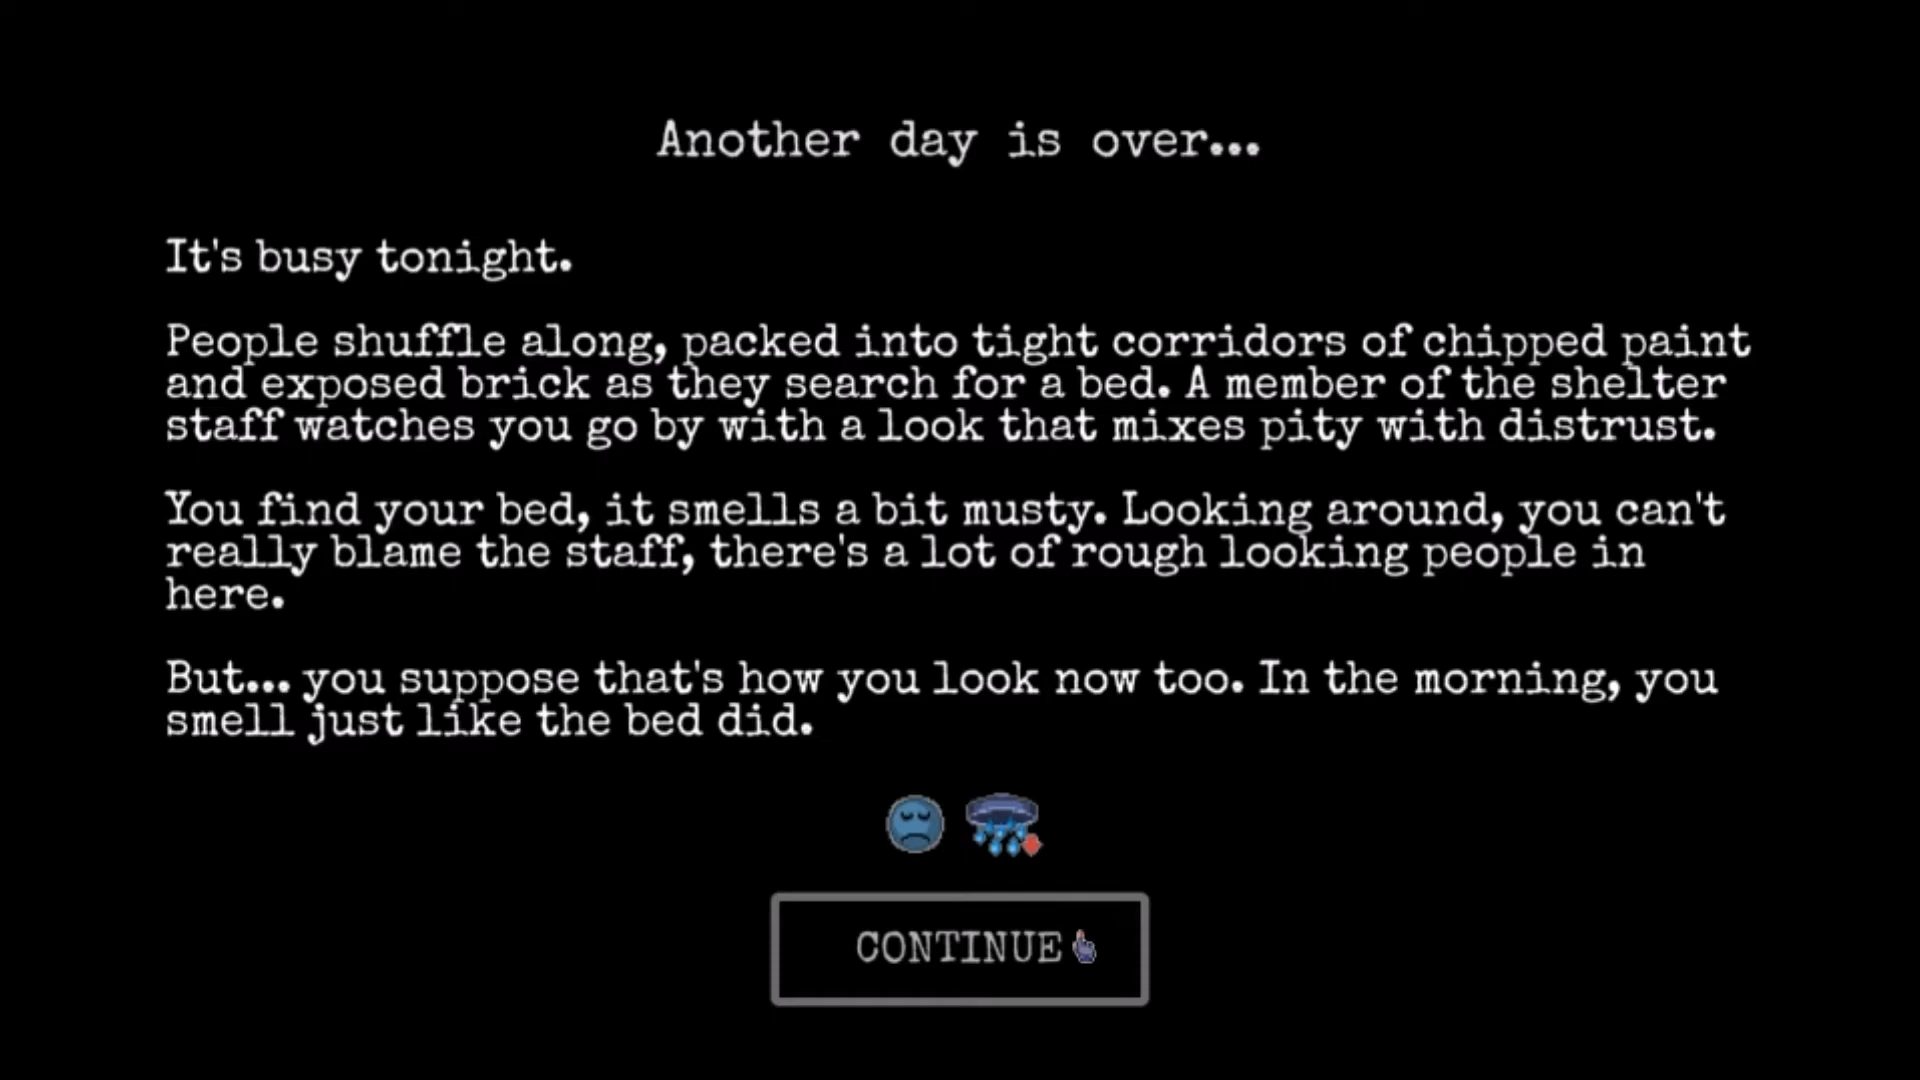 Another day is over...
It's busy tonight.
People shuffle along, packed into tight corridors of chipped paint
and exposed brick as they search for a bed. A member of the shelter
staff watches you go by with a look that mixes pity with distrust.
You find your bed, it smells a bit musty. Looking around, you can't
really blame the staff, there's a lot of rough looking people in
here.
But... you suppose that's how you look now too. In the morning, you
smell just like the bed did.
CONTINUE